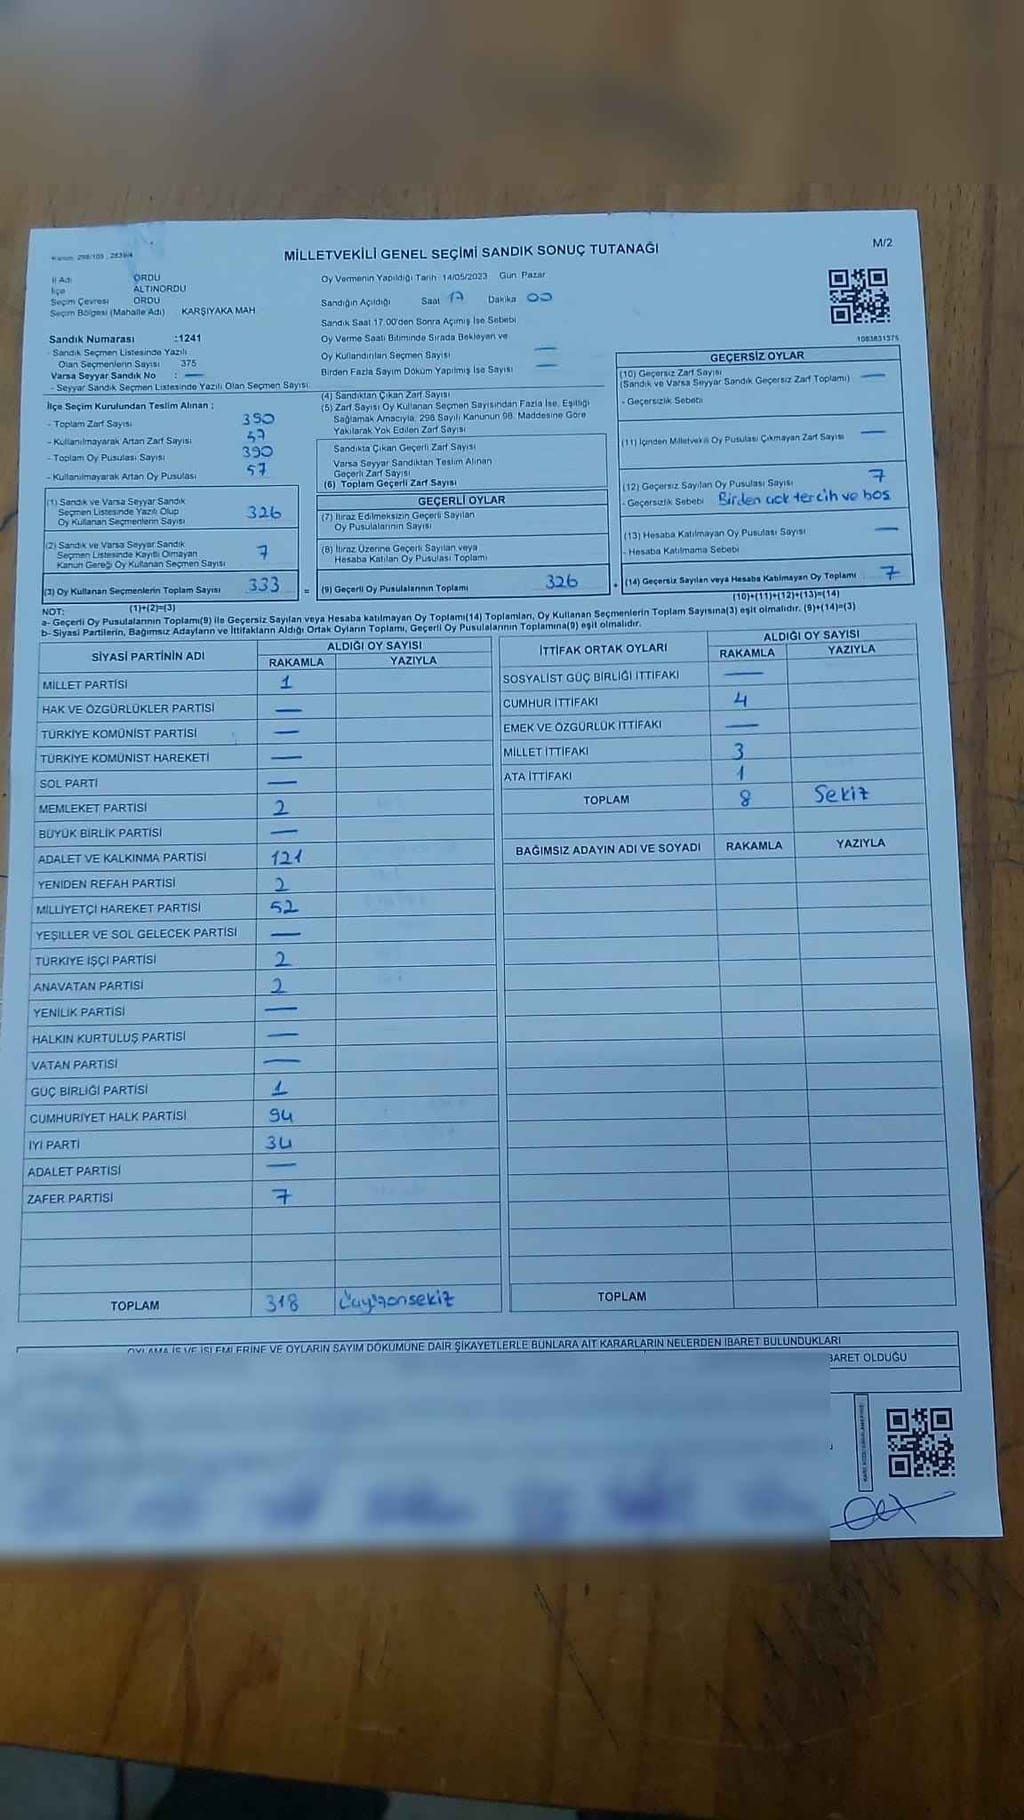 Kanun: 298/105 , 2839/4
MİLLETVEKİLİ GENEL SEÇİMİ SANDIK SONUÇ TUTANAĞI
M/2
İl Adı ORDU
İlçe ALTINORDU
Seçim Çevresi ORDU
Seçim Bölgesi (Mahalle Adı) KARŞIYAKA MAH
Sandık Numarası :1241
- Sandık Seçmen Listesinde Yazılı
Olan Seçmenlerin Sayısı 375
Varsa Seyyar Sandık No : —
- Seyyar Sandık Seçmen Listesinde Yazılı Olan Seçmen Sayısı
Oy Vermenin Yapıldığı Tarih 14/05/2023 Gün Pazar
Sandığın Açıldığı Saat 17 Dakika 00
Sandık Saat 17.00'den Sonra Açılmış İse Sebebi
Oy Verme Saati Bitiminde Sırada Bekleyen ve
Oy Kullandırılan Seçmen Sayısı —
Birden Fazla Sayım Döküm Yapılmış İse Sayısı —
1083831575
İlçe Seçim Kurulundan Teslim Alınan ;
- Toplam Zarf Sayısı 390
- Kullanılmayarak Artan Zarf Sayısı 57
- Toplam Oy Pusulası Sayısı 390
- Kullanılmayarak Artan Oy Pusulası 57
(1) Sandık ve Varsa Seyyar Sandık
Seçmen Listesinde Yazılı Olup
Oy Kullanan Seçmenlerin Sayısı 326
(2) Sandık ve Varsa Seyyar Sandık
Seçmen Listesinde Kayıtlı Olmayan
Kanun Gereği Oy Kullanan Seçmen Sayısı 7
(3) Oy Kullanan Seçmenlerin Toplam Sayısı 333
(1)+(2)=(3)
(4) Sandıktan Çıkan Zarf Sayısı
(5) Zarf Sayısı Oy Kullanan Seçmen Sayısından Fazla İse, Eşitliği
Sağlamak Amacıyla, 298 Sayılı Kanunun 98. Maddesine Göre
Yakılarak Yok Edilen Zarf Sayısı
Sandıkta Çıkan Geçerli Zarf Sayısı
Varsa Seyyar Sandıktan Teslim Alınan
Geçerli Zarf Sayısı
(6) Toplam Geçerli Zarf Sayısı
GEÇERLİ OYLAR
(7) İtiraz Edilmeksizin Geçerli Sayılan
Oy Pusulalarının Sayısı
(8) İtiraz Üzerine Geçerli Sayılan veya
Hesaba Katılan Oy Pusulası Toplamı
= (9) Geçerli Oy Pusulalarının Toplamı 326 +
GEÇERSİZ OYLAR
(10) Geçersiz Zarf Sayısı
(Sandık ve Varsa Seyyar Sandık Geçersiz Zarf Toplamı) —
- Geçersizlik Sebebi
(11) İçinden Milletvekili Oy Pusulası Çıkmayan Zarf Sayısı —
(12) Geçersiz Sayılan Oy Pusulası Sayısı 7
- Geçersizlik Sebebi Birden çok tercih ve boş
(13) Hesaba Katılmayan Oy Pusulası Sayısı —
- Hesaba Katılmama Sebebi
(14) Geçersiz Sayılan veya Hesaba Katılmayan Oy Toplamı 7
(10)+(11)+(12)+(13)=(14)
NOT:
a- Geçerli Oy Pusulalarının Toplamı(9) ile Geçersiz Sayılan veya Hesaba katılmayan Oy Toplamı(14) Toplamları, Oy Kullanan Seçmenlerin Toplam Sayısına(3) eşit olmalıdır. (9)+(14)=(3)
b- Siyasi Partilerin, Bağımsız Adayların ve İttifakların Aldığı Ortak Oyların Toplamı, Geçerli Oy Pusulalarının Toplamına(9) eşit olmalıdır.
SİYASİ PARTİNİN ADI ALDIĞI OY SAYISI
RAKAMLA YAZIYLA
MİLLET PARTİSİ 1
HAK VE ÖZGÜRLÜKLER PARTİSİ —
TÜRKİYE KOMÜNİST PARTİSİ —
TÜRKİYE KOMÜNİST HAREKETİ —
SOL PARTİ —
MEMLEKET PARTİSİ 2
BÜYÜK BİRLİK PARTİSİ —
ADALET VE KALKINMA PARTİSİ 121
YENİDEN REFAH PARTİSİ 2
MİLLİYETÇİ HAREKET PARTİSİ 52
YEŞİLLER VE SOL GELECEK PARTİSİ —
TÜRKİYE İŞÇİ PARTİSİ 2
ANAVATAN PARTİSİ 2
YENİLİK PARTİSİ —
HALKIN KURTULUŞ PARTİSİ —
VATAN PARTİSİ —
GÜÇ BİRLİĞİ PARTİSİ 1
CUMHURİYET HALK PARTİSİ 94
İYİ PARTİ 34
ADALET PARTİSİ —
ZAFER PARTİSİ 7
TOPLAM 318 Üçyüzonsekiz
İTTİFAK ORTAK OYLARI ALDIĞI OY SAYISI
RAKAMLA YAZIYLA
SOSYALİST GÜÇ BİRLİĞİ İTTİFAKI —
CUMHUR İTTİFAKI 4
EMEK VE ÖZGÜRLÜK İTTİFAKI —
MİLLET İTTİFAKI 3
ATA İTTİFAKI 1
TOPLAM 8 Sekiz
BAĞIMSIZ ADAYIN ADI VE SOYADI RAKAMLA YAZIYLA
TOPLAM
OYLAMA İŞ VE İŞLEMLERİNE VE OYLARIN SAYIM DÖKÜMÜNE DAİR ŞİKAYETLERLE BUNLARA AİT KARARLARIN NELERDEN İBARET BULUNDUKLARI
BARET OLDUĞU